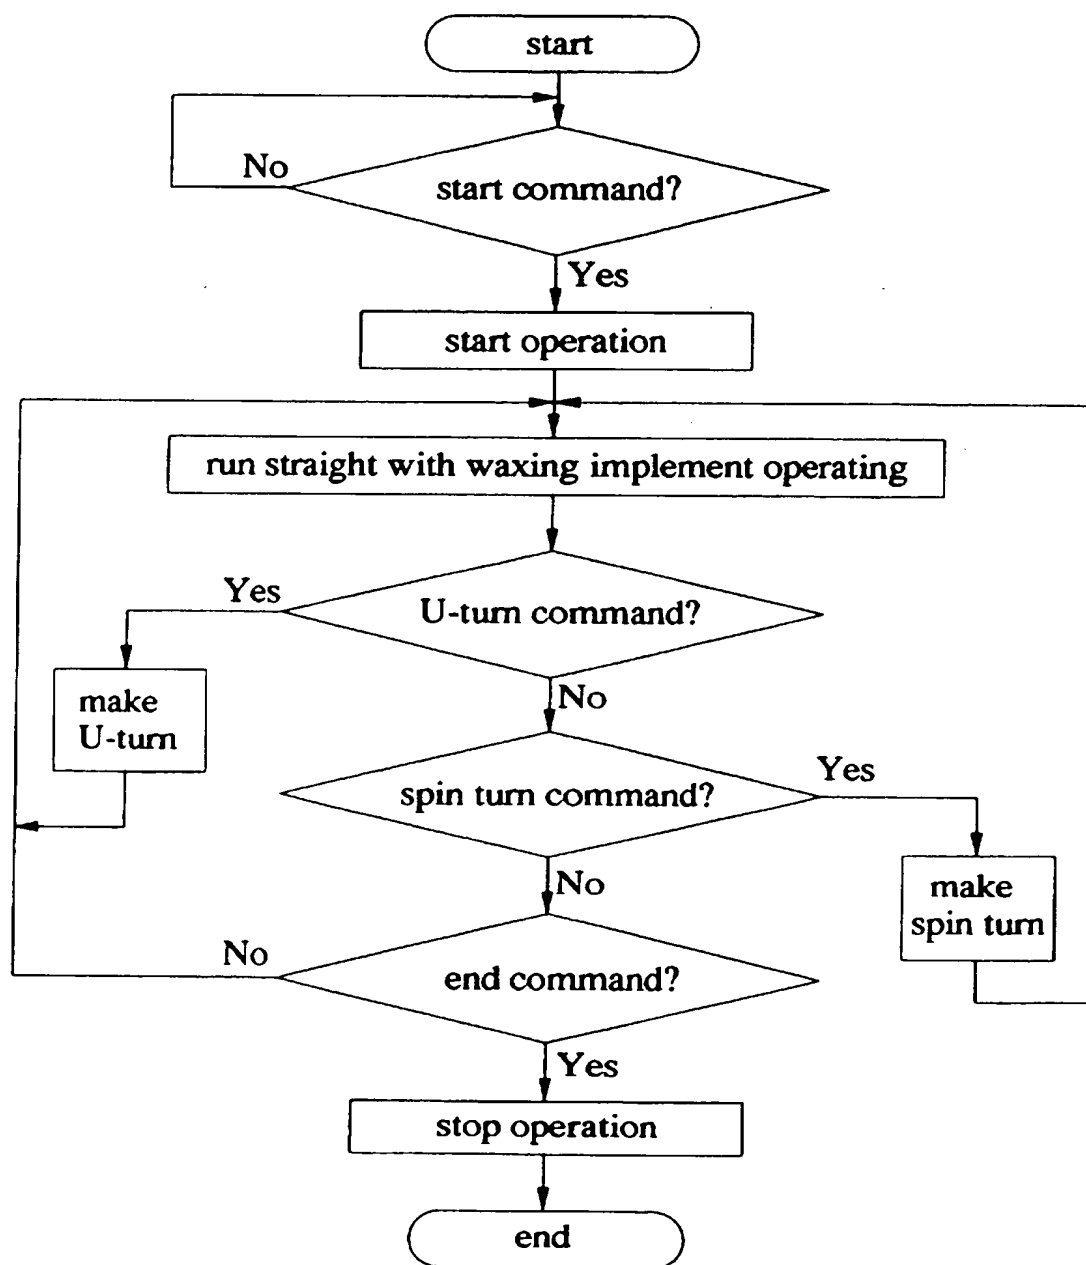 start
No
start command?
Yes
start operation
run straight with waxing implement operating
Yes
U-turn command?
make
U-turn
No
Yes
spin turn command?
No
make
spin turn
No
end command?
Yes
stop operation
end